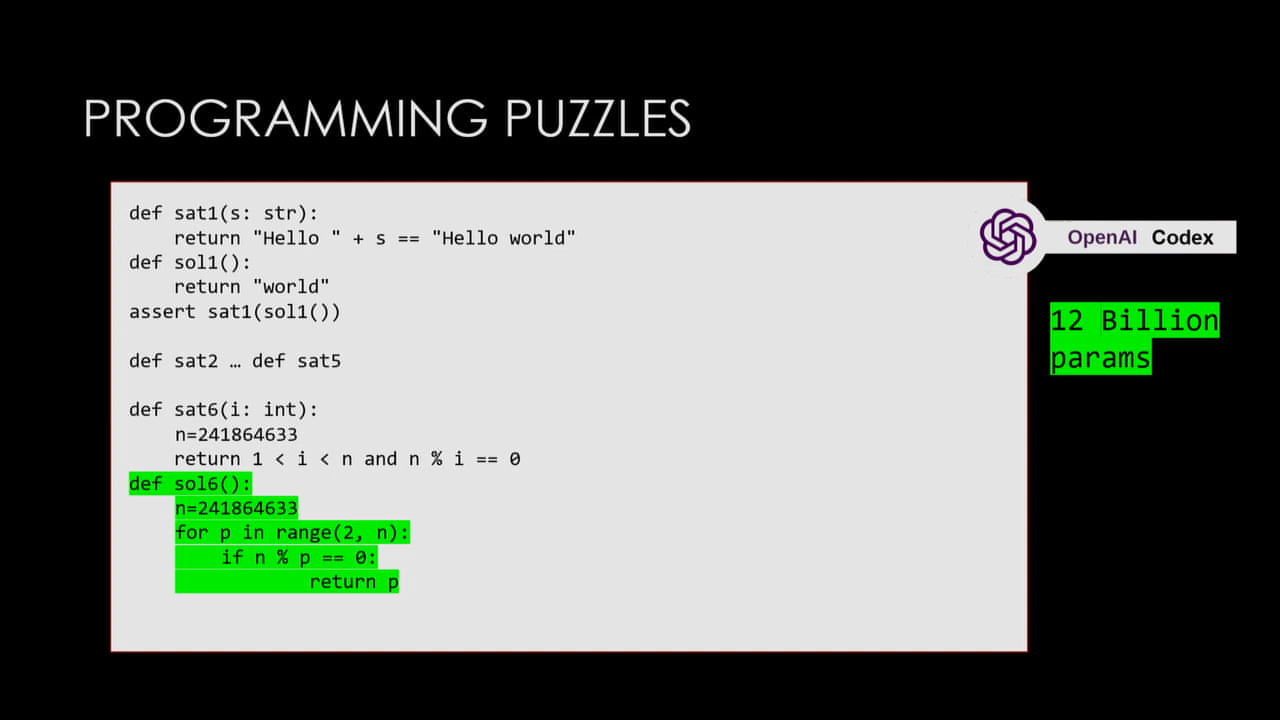 PROGRAMMING PUZZLES
def sat1(s: str):
    return "Hello " + s == "Hello world"
def sol1():
    return "world"
assert sat1(sol1())
def sat2 … def sat5
def sat6(i: int):
    n=241864633
    return 1 < i < n and n % i == 0
def sol6():
    n=241864633
    for p in range(2, n):
        if n % p == 0:
                return p
OpenAI Codex
12 Billion
params